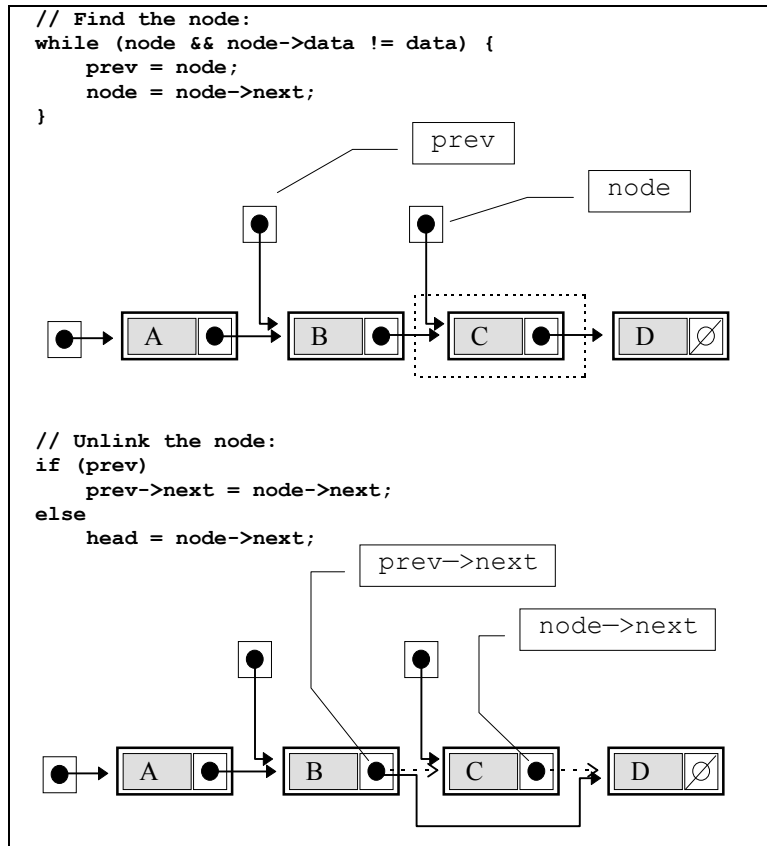 // Find the node:
while (node && node->data != data) {
    prev = node;
    node = node->next;
}
prev
node
A B C D
// Unlink the node:
if (prev)
    prev->next = node->next;
else
    head = node->next;
prev—>next
node—>next
A B C D